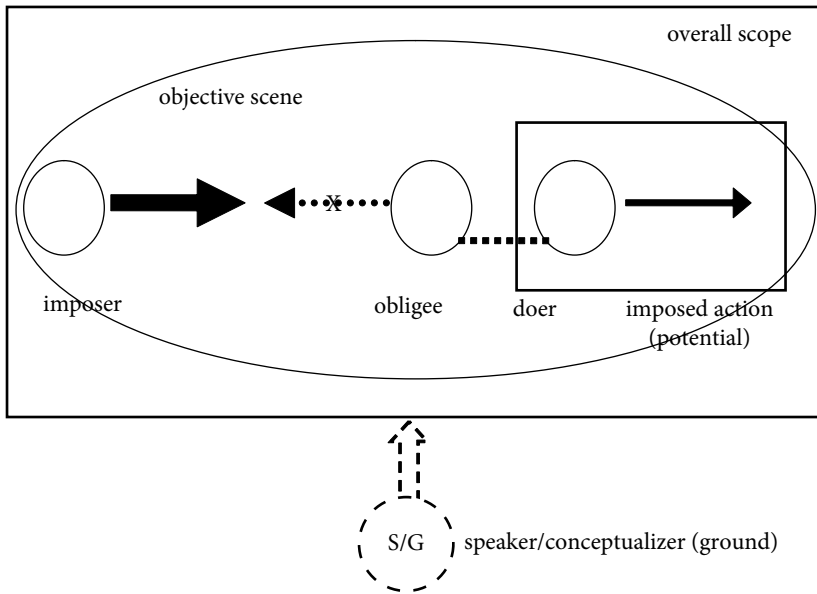 overall scope
objective scene
X
imposer
obligee
doer
imposed action
(potential)
S/G
speaker/conceptualizer (ground)